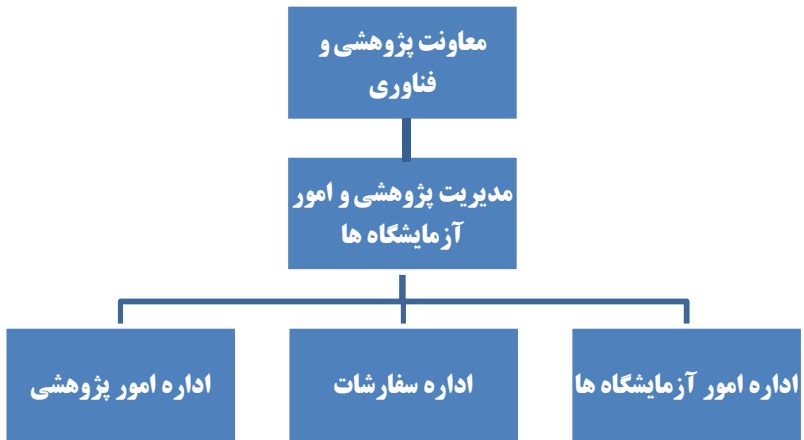 معاونت پژوهشی و
فناوری
مدیریت پژوهشی و امور
آزمایشگاه ها
اداره امور آزمایشگاه ها
اداره سفارشات
اداره امور پژوهشی